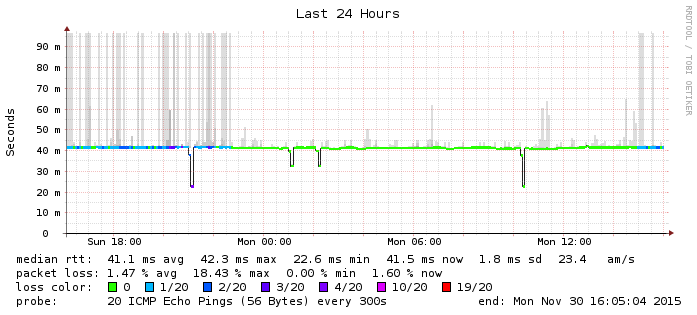 Last 24 Hours
RRDTOOL / TOBI OETIKER
Seconds
90 m
80 m
70 m
60 m
50 m
40 m
30 m
20 m
10 m
0
Sun 18:00 Mon 00:00 Mon 06:00 Mon 12:00
median rtt: 41.1 ms avg 42.3 ms max 22.6 ms min 41.5 ms now 1.8 ms sd 23.4 am/s
packet loss: 1.47 % avg 18.43 % max 0.00 % min 1.60 % now
loss color: 0 1/20 2/20 3/20 4/20 10/20 19/20
probe: 20 ICMP Echo Pings (56 Bytes) every 300s end: Mon Nov 30 16:05:04 2015